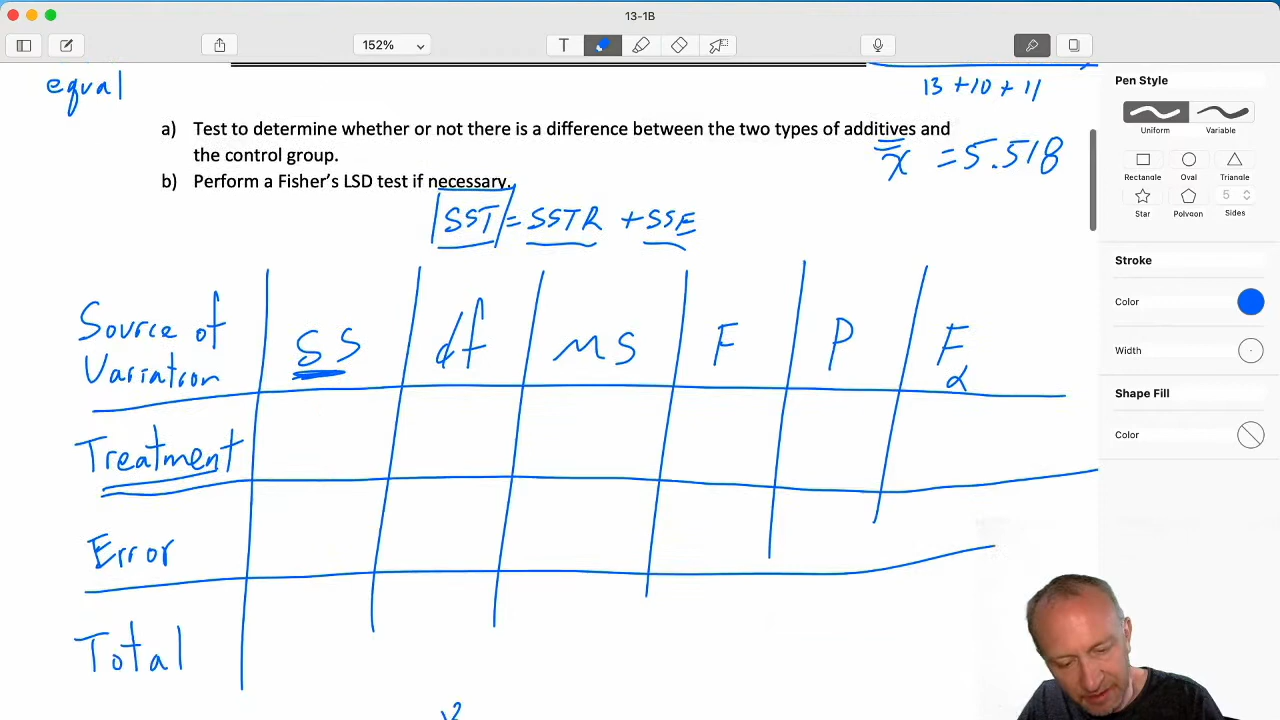 13-1B
152%
T
Pen Style
Uniform
Variable
Rectangle
Oval
Triangle
Star
Polygon
Sides
5
Stroke
Color
Width
Shape Fill
Color
equal
13 + 10 + 11
a) Test to determine whether or not there is a difference between the two types of additives and
the control group.
x̿ = 5.518
b) Perform a Fisher's LSD test if necessary.
SST = SSTR + SSE
Source of Variation
SS
df
MS
F
P
Fα
Treatment
Error
Total